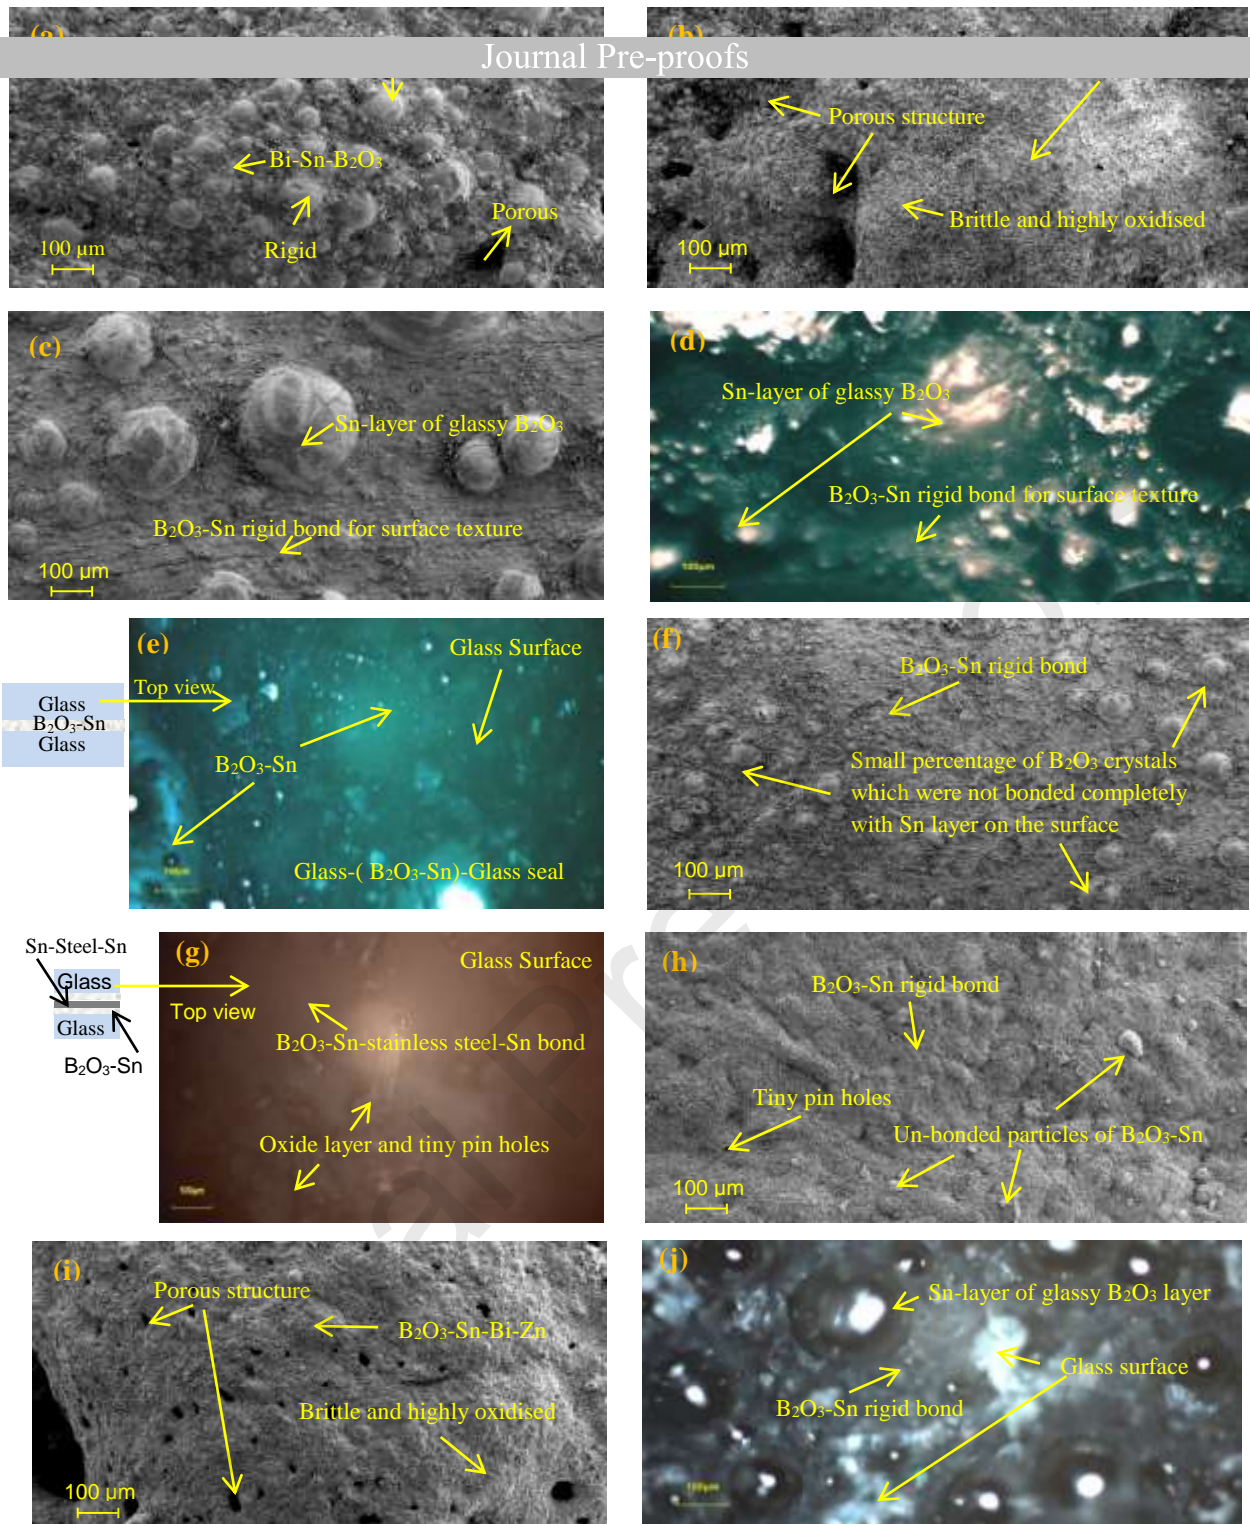 (a)
(b)
Journal Pre-proofs
Bi-Sn-B₂O₃
Rigid
Porous
100 µm
Porous structure
Brittle and highly oxidised
100 µm
(c)
Sn-layer of glassy B₂O₃
B₂O₃-Sn rigid bond for surface texture
100 µm
(d)
Sn-layer of glassy B₂O₃
B₂O₃-Sn rigid bond for surface texture
100µm
(e)
Glass Surface
Top view
Glass
B₂O₃-Sn
Glass
B₂O₃-Sn
100µm
Glass-( B₂O₃-Sn)-Glass seal
(f)
B₂O₃-Sn rigid bond
Small percentage of B₂O₃ crystals
which were not bonded completely
with Sn layer on the surface
100 µm
Sn-Steel-Sn
Glass
Glass
B₂O₃-Sn
(g)
Glass Surface
Top view
B₂O₃-Sn-stainless steel-Sn bond
Oxide layer and tiny pin holes
100µm
(h)
B₂O₃-Sn rigid bond
Tiny pin holes
Un-bonded particles of B₂O₃-Sn
100 µm
(i)
Porous structure
B₂O₃-Sn-Bi-Zn
Brittle and highly oxidised
100 µm
(j)
Sn-layer of glassy B₂O₃ layer
Glass surface
B₂O₃-Sn rigid bond
100µm